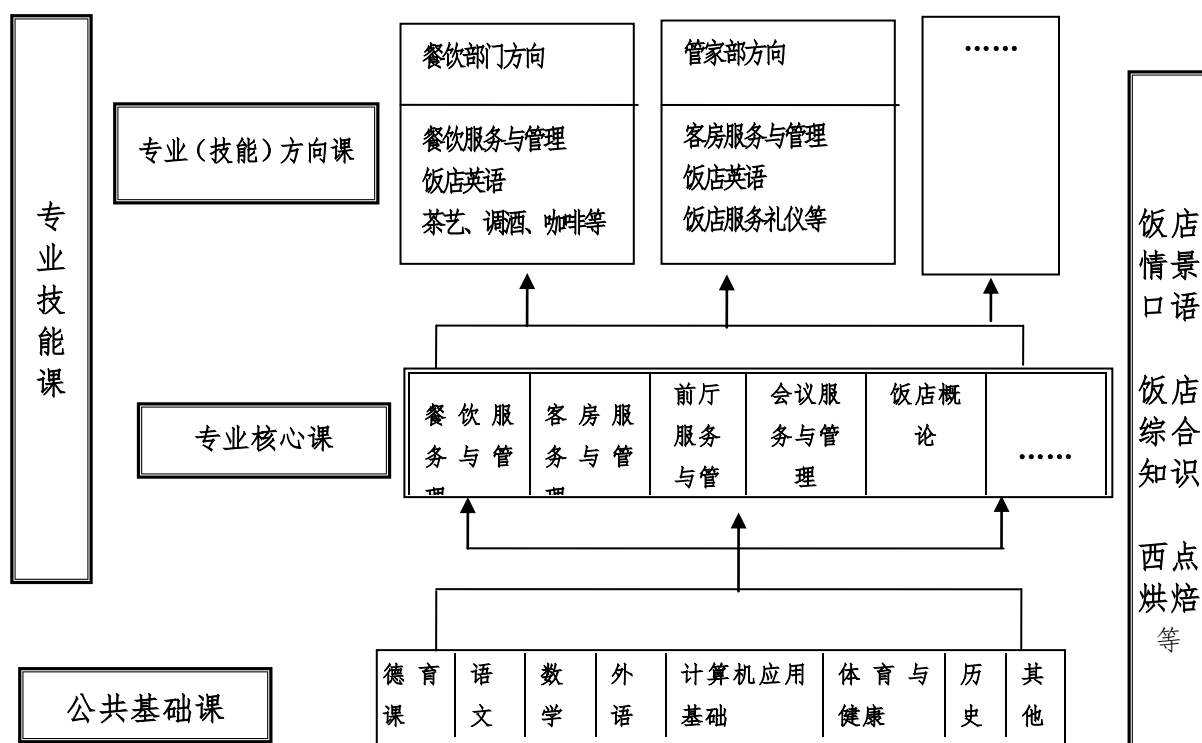 专
业
技
能
课
专业（技能）方向课
餐饮部门方向
餐饮服务与管理
饭店英语
茶艺、调酒、咖啡等
管家部方向
客房服务与管理
饭店英语
饭店服务礼仪等
……
专业核心课
餐饮服
务与管
理
客房服
务与管
理
前厅
服务
与管
会议服
务与管
理
饭店概
论
……
公共基础课
德育
课
语
文
数
学
外
语
计算机应用
基础
体育与
健康
历
史
其
他
饭店
情景
口语
饭店
综合
知识
西点
烘焙
等